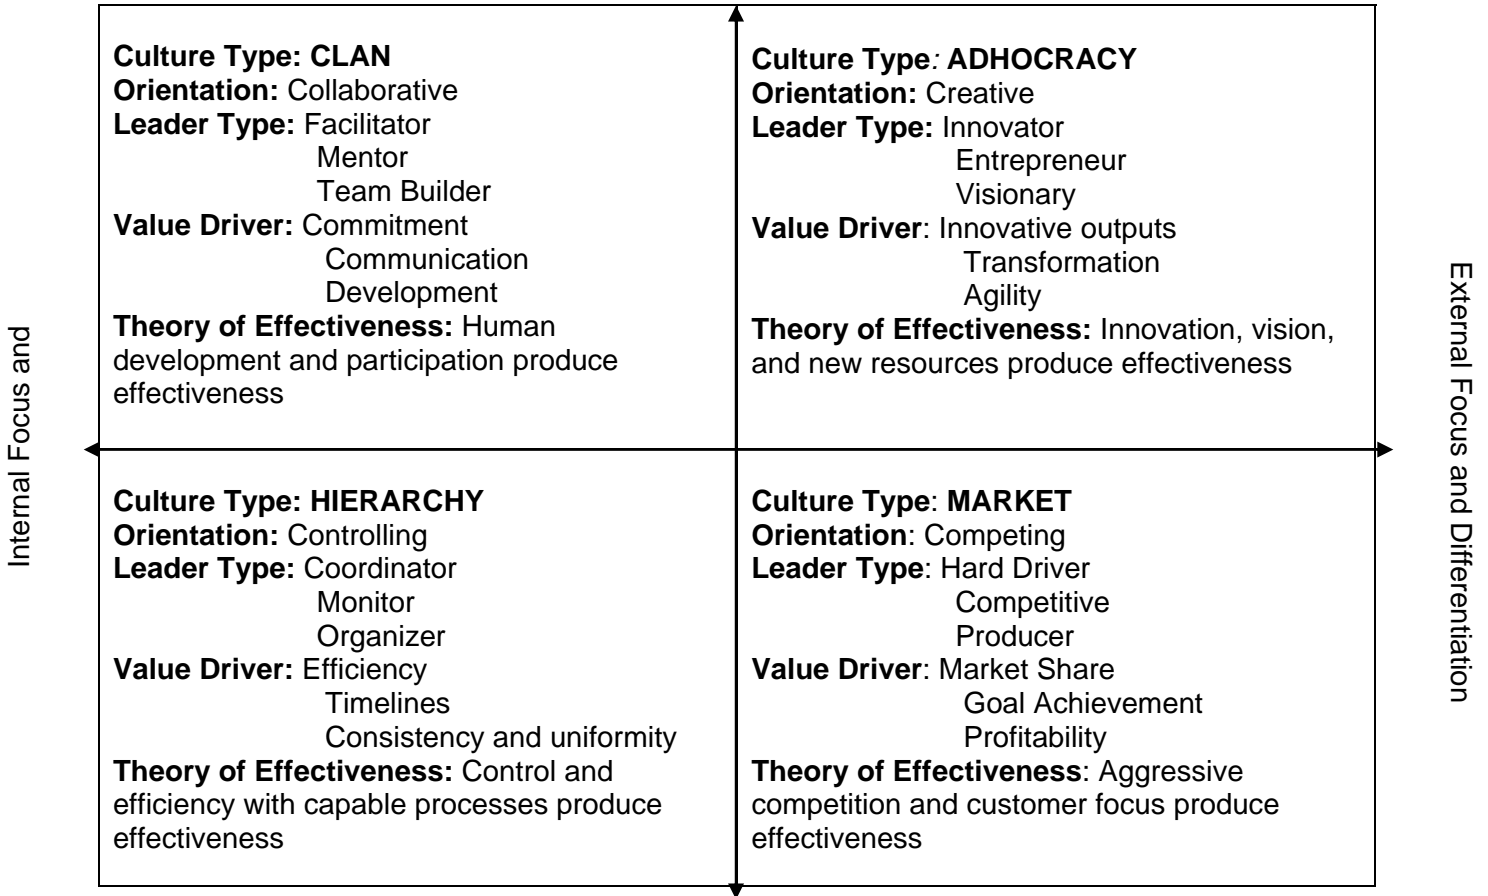 Internal Focus and
Culture Type: CLAN
Orientation: Collaborative
Leader Type: Facilitator
Mentor
Team Builder
Value Driver: Commitment
Communication
Development
Theory of Effectiveness: Human
development and participation produce
effectiveness
Culture Type: ADHOCRACY
Orientation: Creative
Leader Type: Innovator
Entrepreneur
Visionary
Value Driver: Innovative outputs
Transformation
Agility
Theory of Effectiveness: Innovation, vision,
and new resources produce effectiveness
Culture Type: HIERARCHY
Orientation: Controlling
Leader Type: Coordinator
Monitor
Organizer
Value Driver: Efficiency
Timelines
Consistency and uniformity
Theory of Effectiveness: Control and
efficiency with capable processes produce
effectiveness
Culture Type: MARKET
Orientation: Competing
Leader Type: Hard Driver
Competitive
Producer
Value Driver: Market Share
Goal Achievement
Profitability
Theory of Effectiveness: Aggressive
competition and customer focus produce
effectiveness
External Focus and Differentiation